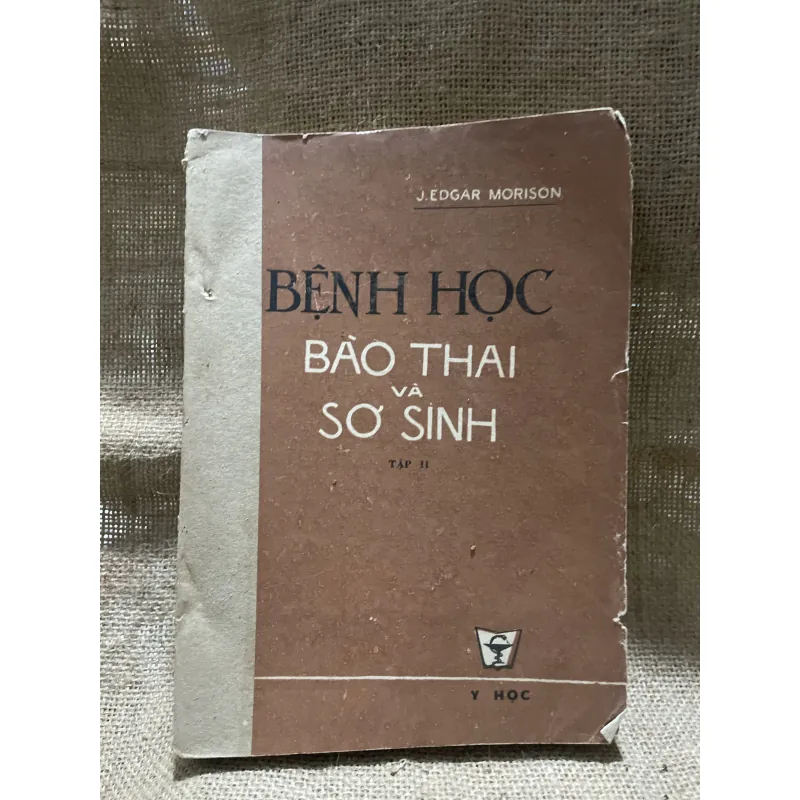 J. EDGAR MORISON
BỆNH HỌC
BÀO THAI
VÀ
SƠ SINH
TẬP II
Y HỌC